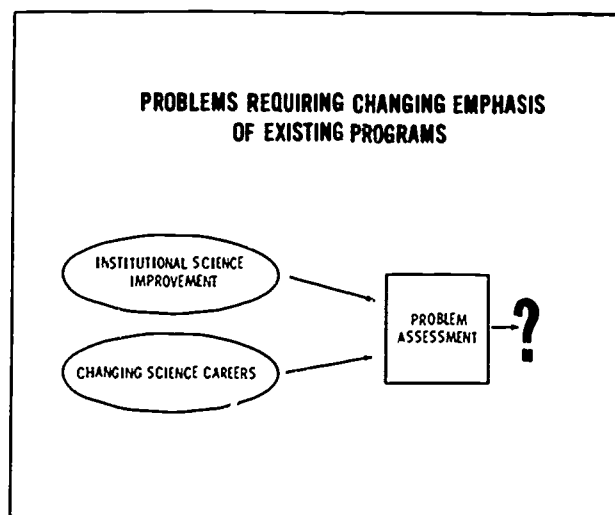 PROBLEMS REQUIRING CHANGING EMPHASIS
OF EXISTING PROGRAMS
INSTITUTIONAL SCIENCE
IMPROVEMENT
CHANGING SCIENCE CAREERS
PROBLEM
ASSESSMENT
?